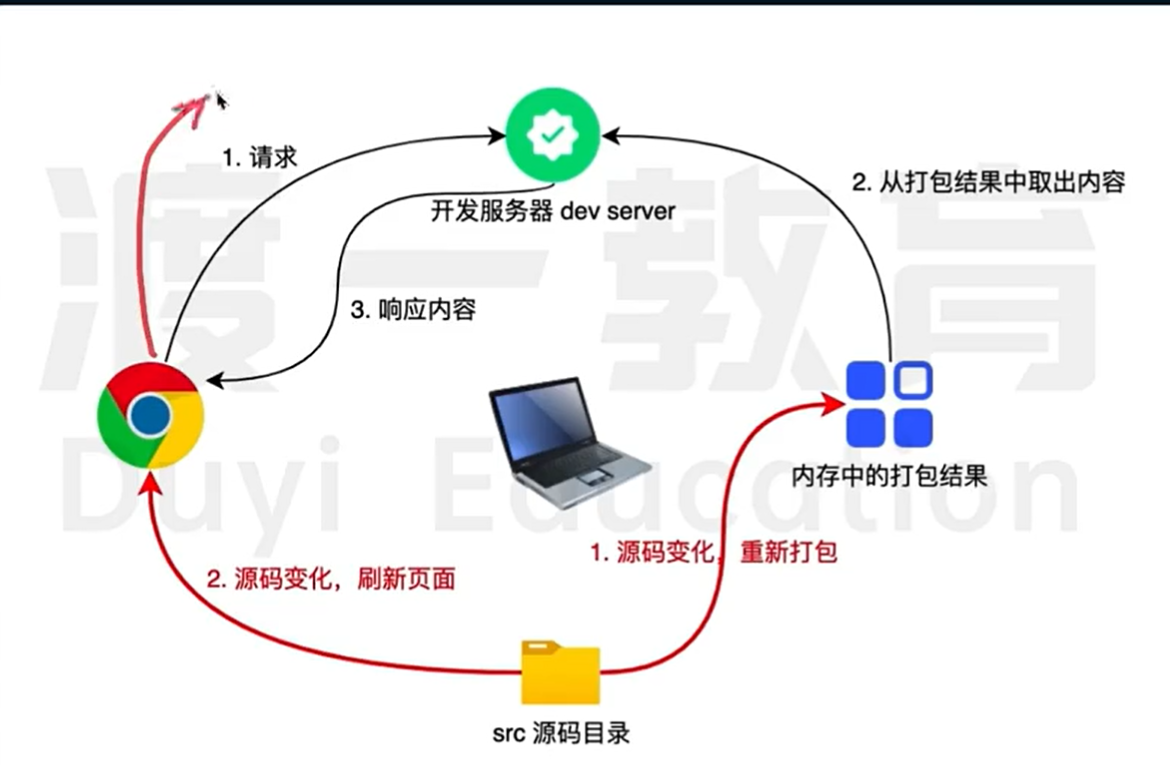 1. 请求
2. 从打包结果中取出内容
开发服务器 dev server
3. 响应内容
内存中的打包结果
1. 源码变化，重新打包
2. 源码变化，刷新页面
src 源码目录
渡一教育
Duyi Education